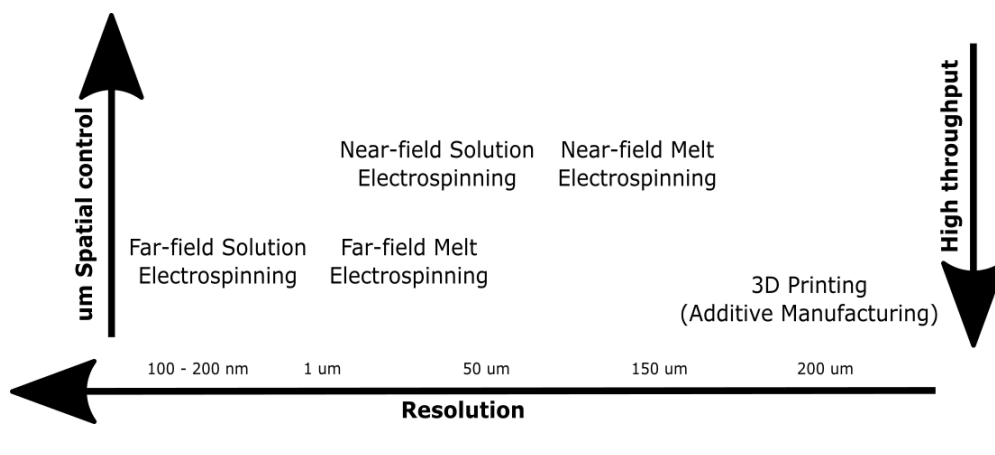 um Spatial control
High throughput
Near-field Solution
Electrospinning
Near-field Melt
Electrospinning
Far-field Solution
Electrospinning
Far-field Melt
Electrospinning
3D Printing
(Additive Manufacturing)
100 - 200 nm 1 um 50 um 150 um 200 um
Resolution